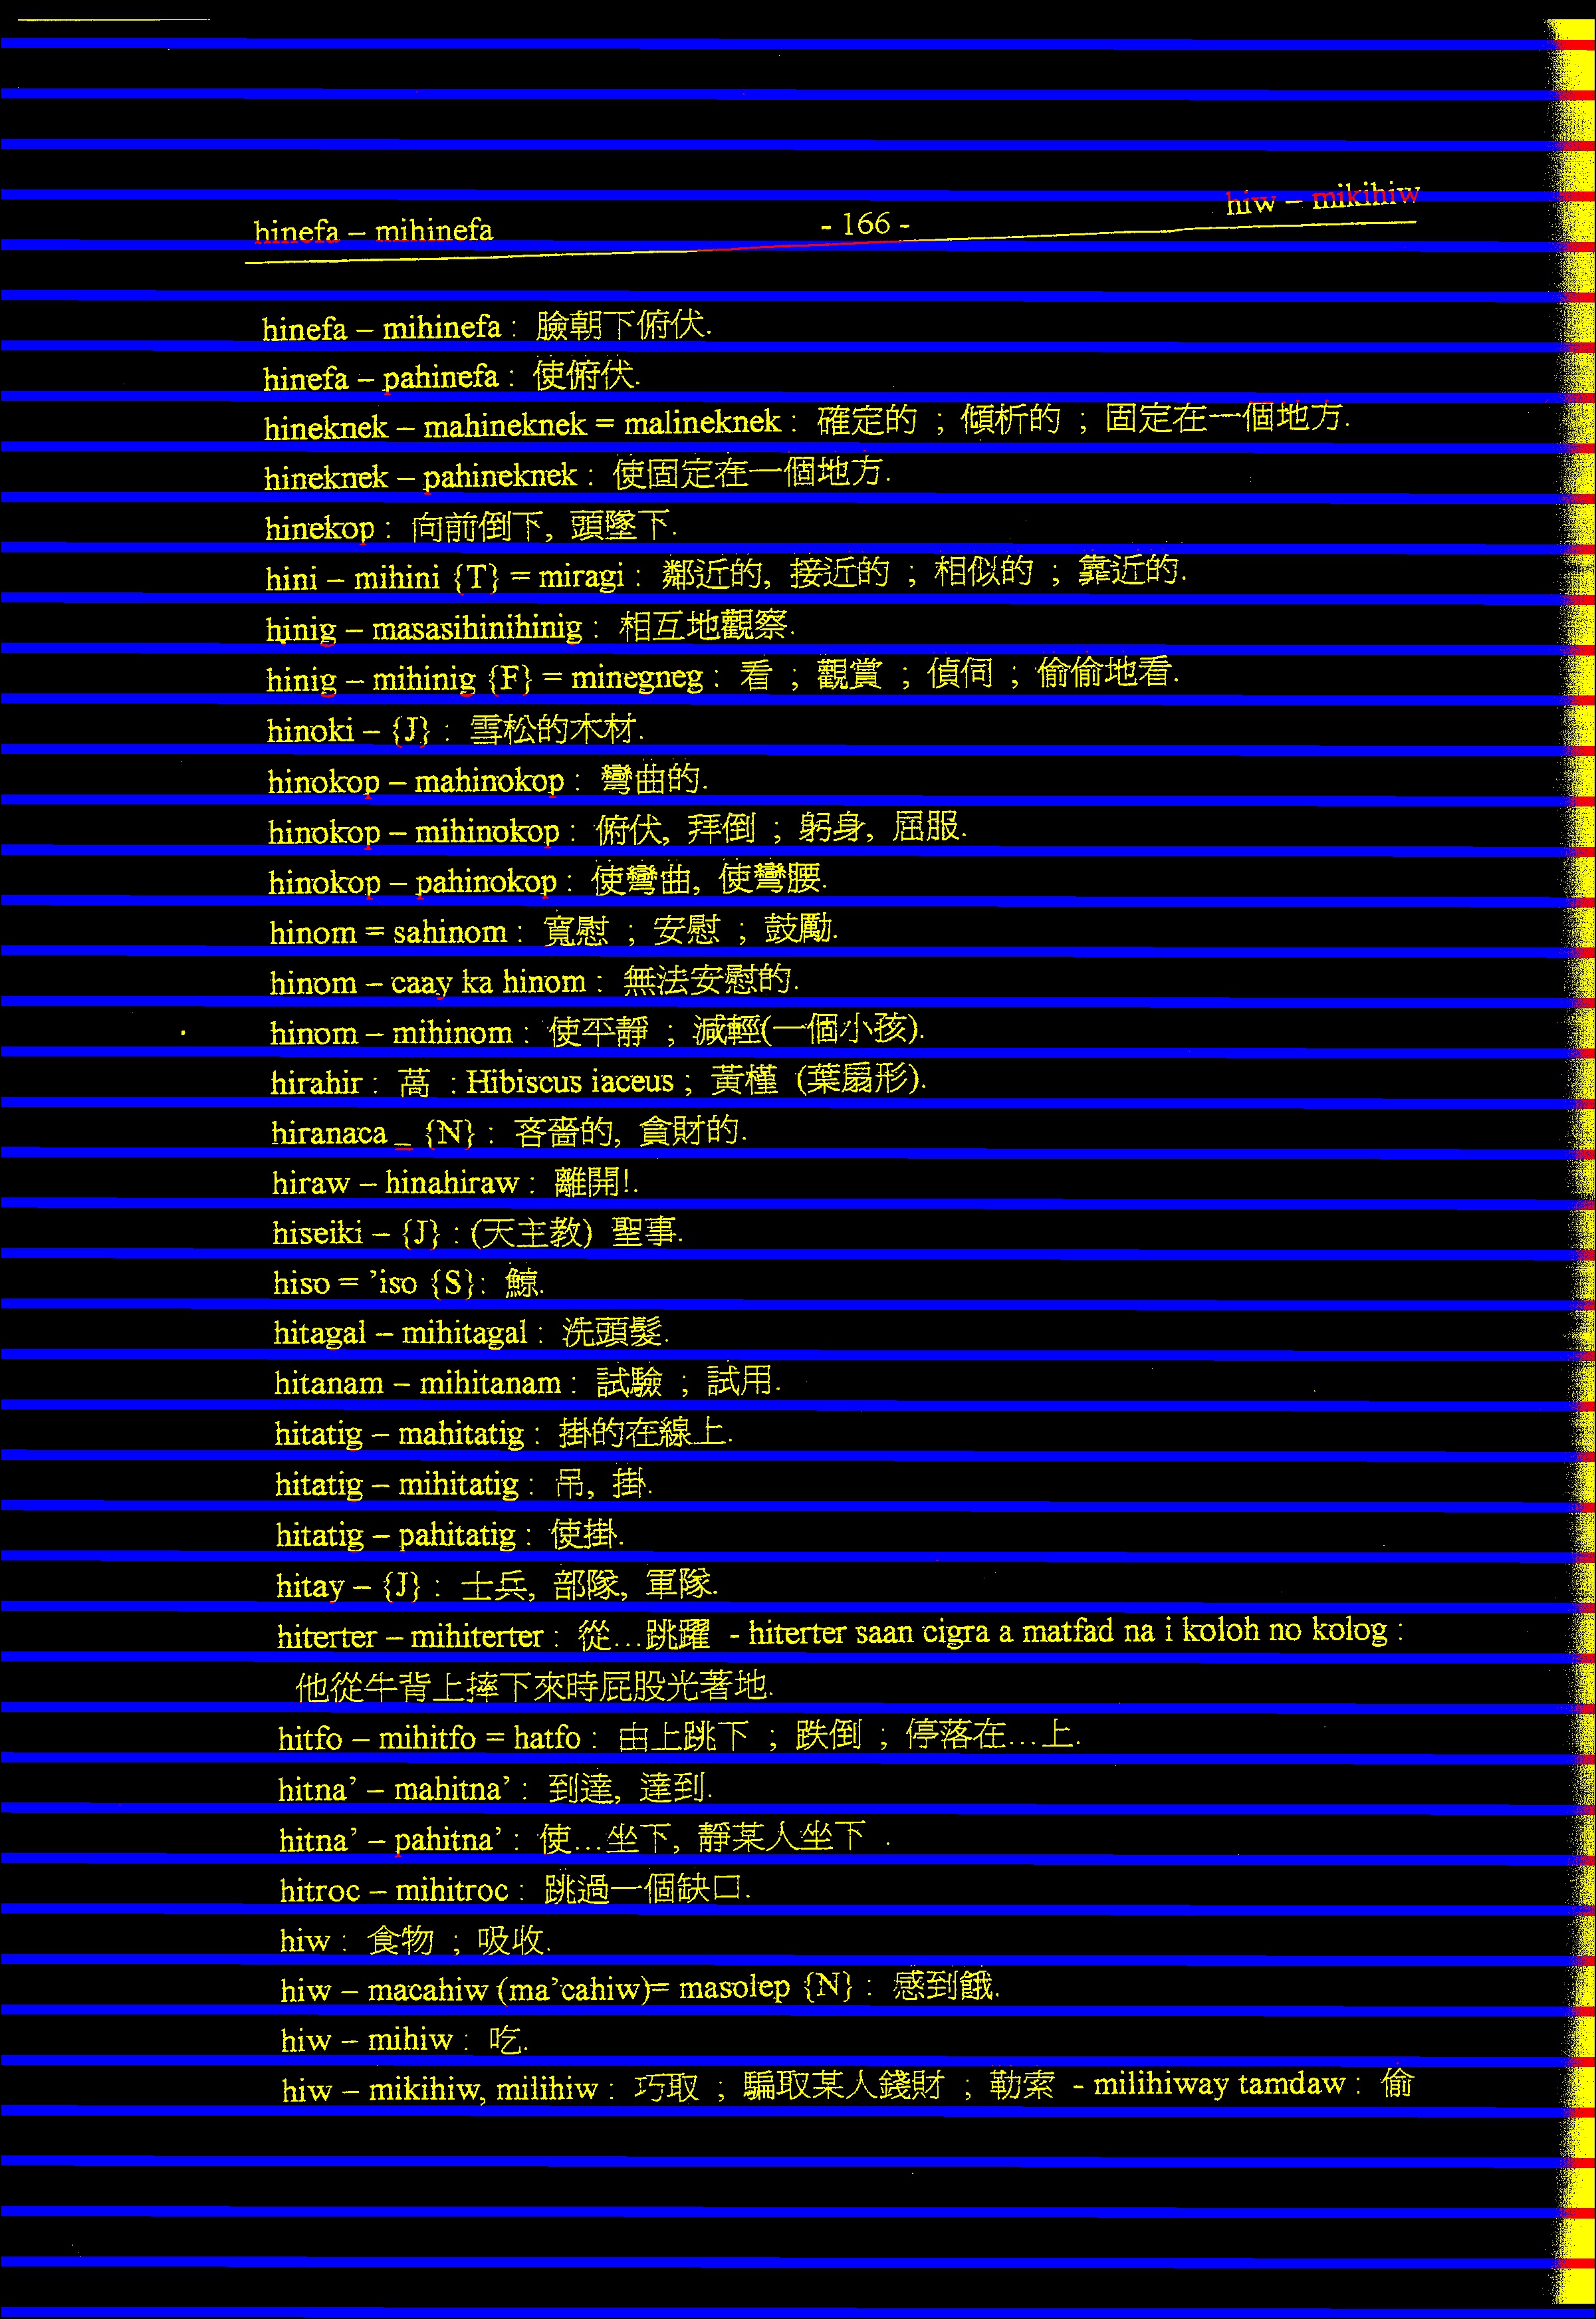 hinefa – mihinefa - 166 - hiw – mikihiw
hinefa – mihinefa : 臉朝下俯伏.
hinefa – pahinefa : 使俯伏.
hineknek – mahineknek = malineknek : 確定的 ; 傾析的 ; 固定在一個地方.
hineknek – pahineknek : 使固定在一個地方.
hinekop : 向前倒下, 頭墜下.
hini – mihini {T} = miragi : 鄰近的, 接近的 ; 相似的 ; 靠近的.
hinig – masasihinihinig : 相互地觀察.
hinig – mihinig {F} = minegneg : 看 ; 觀賞 ; 偵伺 ; 偷偷地看.
hinoki – {J} : 雪松的木材.
hinokop – mahinokop : 彎曲的.
hinokop – mihinokop : 俯伏, 拜倒 ; 躬身, 屈服.
hinokop – pahinokop : 使彎曲, 使彎腰.
hinom = sahinom : 寬慰 ; 安慰 ; 鼓勵.
hinom – caay ka hinom : 無法安慰的.
hinom – mihinom : 使平靜 ; 減輕(一個小孩).
hirahir : 萵 : Hibiscus iaceus ; 黃槿 (葉扇形).
hiranaca _ {N} : 吝嗇的, 貪財的.
hiraw – hinahiraw : 離開!.
hiseiki – {J} : (天主教) 聖事.
hiso = ’iso {S}: 鯨.
hitagal – mihitagal : 洗頭髮.
hitanam – mihitanam : 試驗 ; 試用.
hitatig – mahitatig : 掛的在線上.
hitatig – mihitatig : 吊, 掛.
hitatig – pahitatig : 使掛.
hitay – {J} : 士兵, 部隊, 軍隊.
hiterter – mihiterter : 從…跳躍 - hiterter saan cigra a matfad na i koloh no kolog :
他從牛背上摔下來時屁股光著地.
hitfo – mihitfo = hatfo : 由上跳下 ; 跌倒 ; 停落在…上.
hitna’ – mahitna’ : 到達, 達到.
hitna’ – pahitna’ : 使…坐下, 靜某人坐下 .
hitroc – mihitroc : 跳過一個缺口.
hiw : 食物 ; 吸收.
hiw – macahiw (ma’cahiw)= masolep {N} : 感到餓.
hiw – mihiw : 吃.
hiw – mikihiw, milihiw : 巧取 ; 騙取某人錢財 ; 勒索 - milihiway tamdaw : 偷